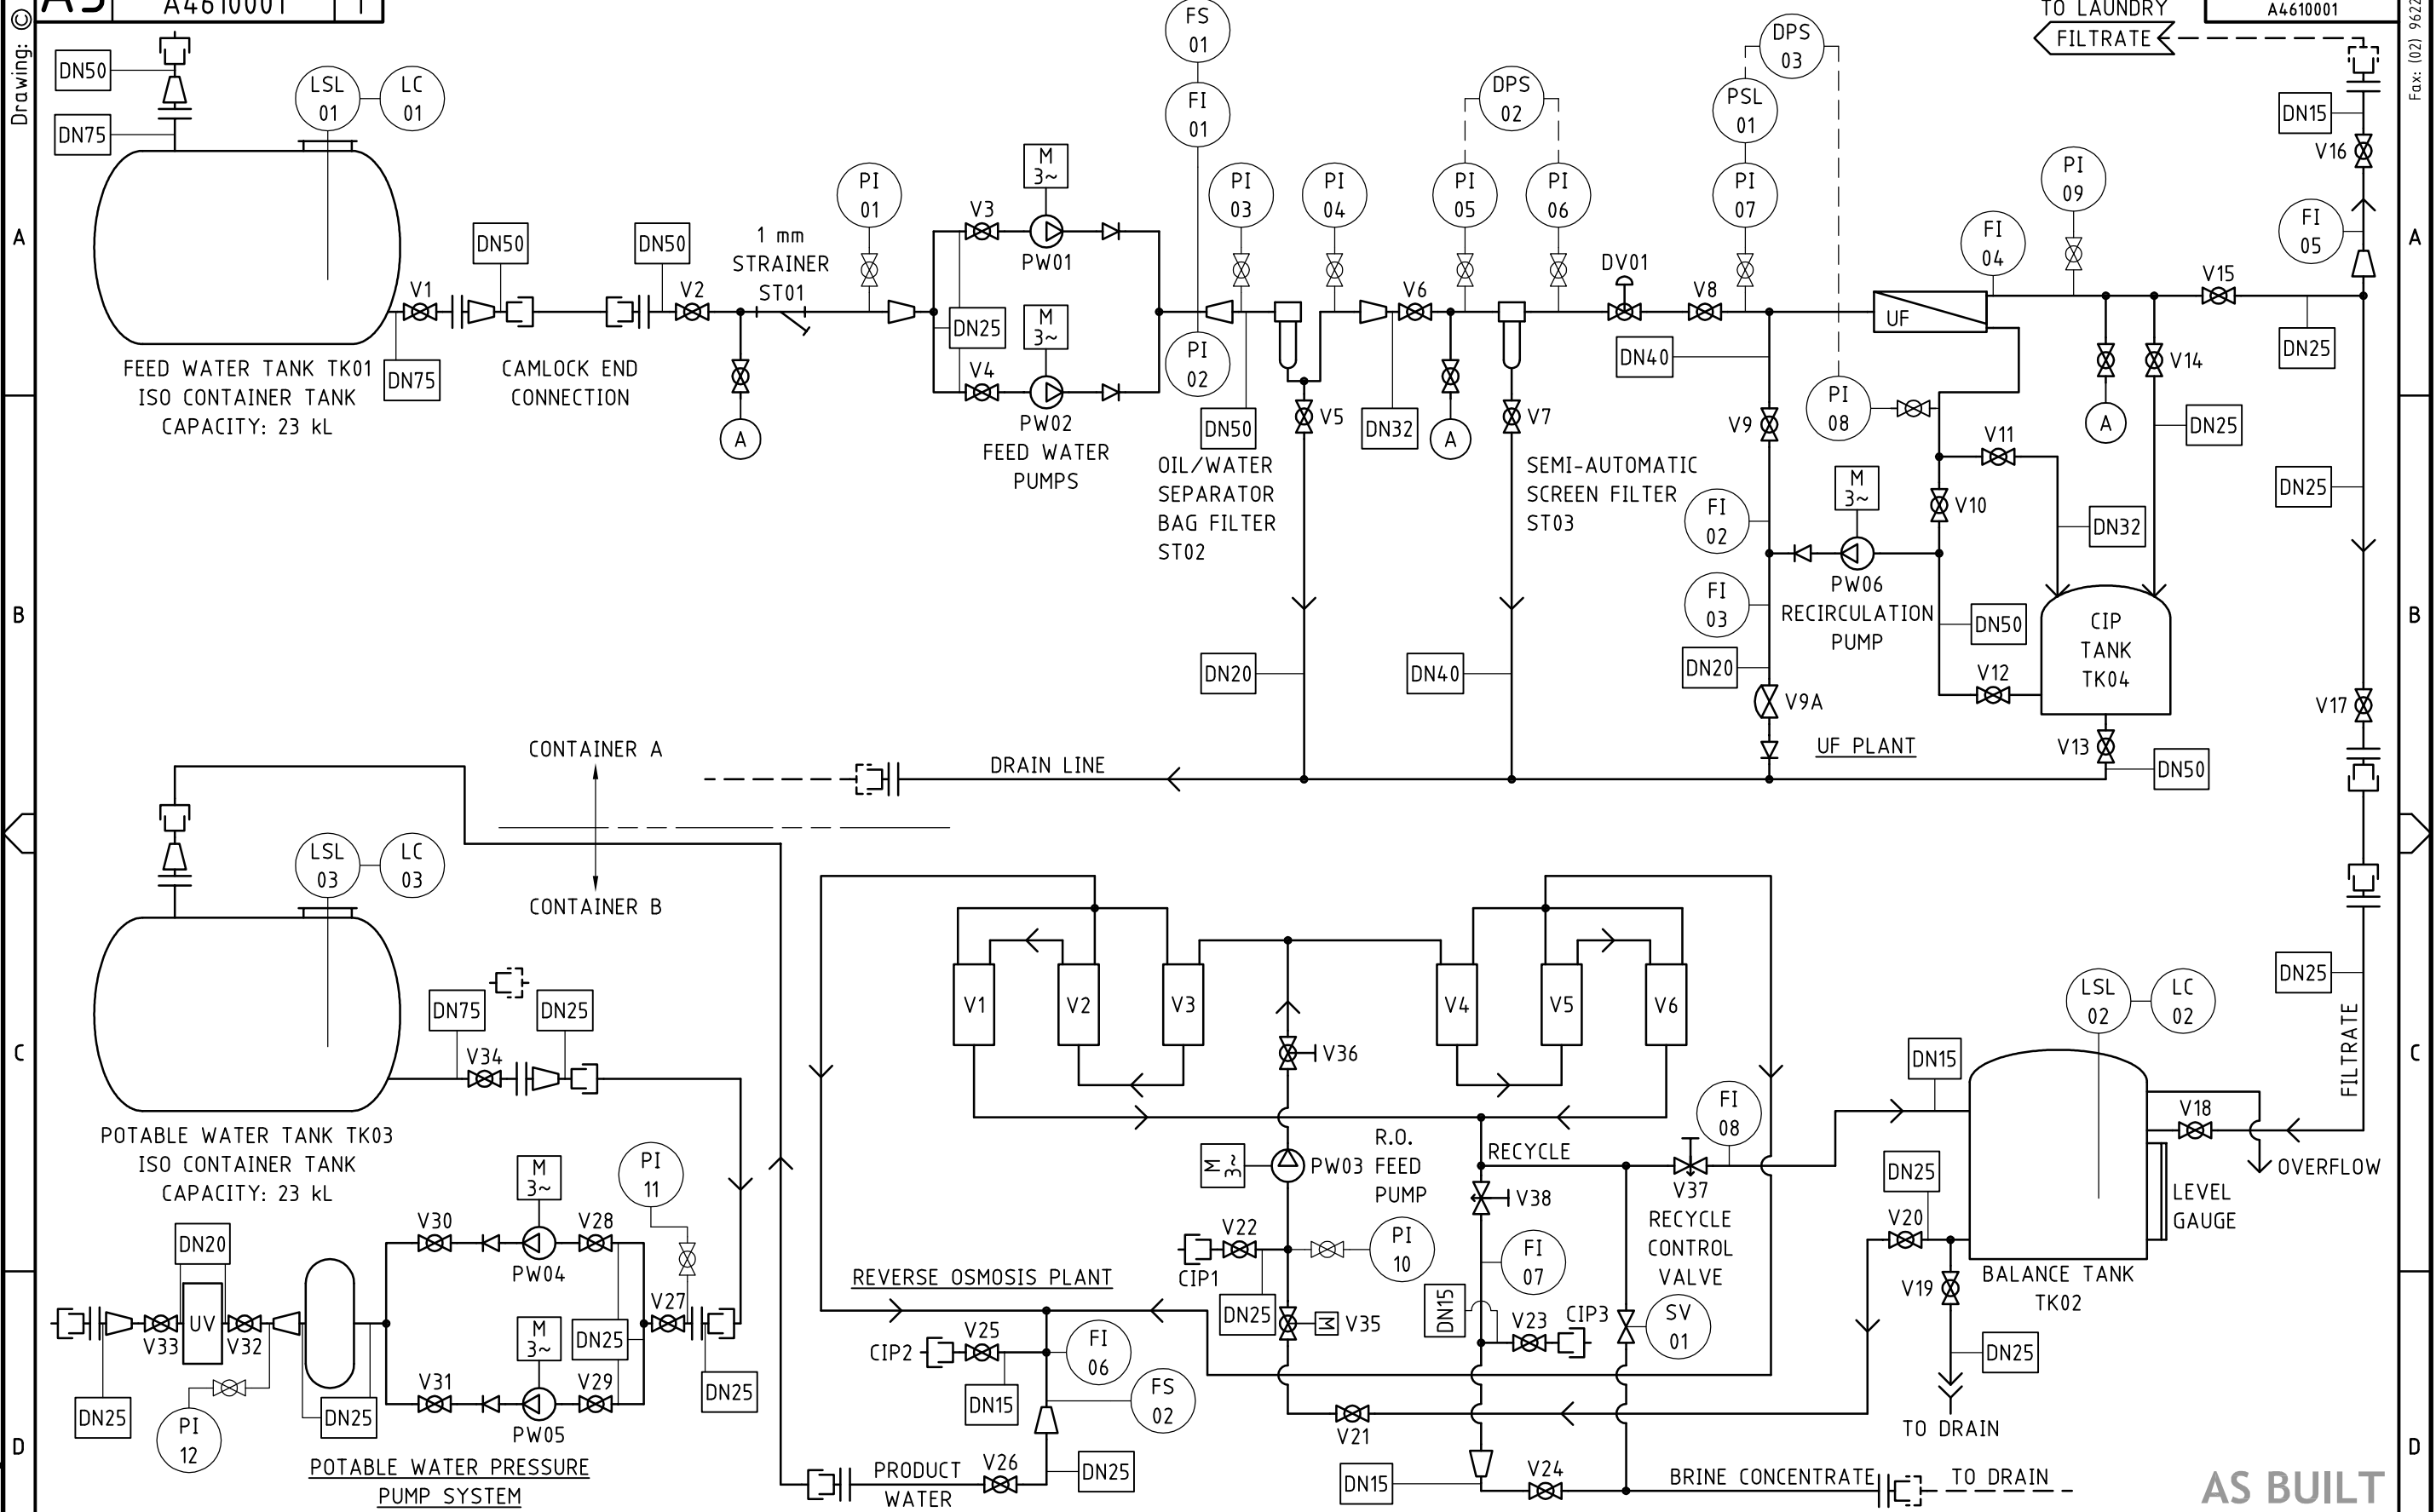 Drawing: ©
A3
A4610001
1
TO LAUNDRY
FILTRATE
A4610001
Fax: (02) 9622
DN50
DN75
LSL
01
LC
01
FEED WATER TANK TK01
ISO CONTAINER TANK
CAPACITY: 23 kL
V1
DN75
DN50
CAMLOCK END
CONNECTION
DN50
V2
A
1 mm
STRAINER
ST01
PI
01
V3
M
3~
PW01
DN25
V4
M
3~
PW02
FEED WATER
PUMPS
FS
01
FI
01
PI
02
PI
03
DN50
OIL/WATER
SEPARATOR
BAG FILTER
ST02
PI
04
V5
DN32
V6
DPS
02
PI
05
PI
06
A
V7
SEMI-AUTOMATIC
SCREEN FILTER
ST03
DV01
V8
DPS
03
PSL
01
PI
07
DN40
UF
PI
08
V9
FI
02
FI
03
DN20
V9A
M
3~
PW06
RECIRCULATION
PUMP
V10
V11
DN32
DN50
V12
FI
04
PI
09
V15
A
V14
DN25
DN25
CIP
TANK
TK04
V13
DN50
UF PLANT
FI
05
V16
DN15
DN25
V17
DN20
DN40
DRAIN LINE
CONTAINER A
CONTAINER B
A
B
C
D
A
B
C
D
LSL
03
LC
03
POTABLE WATER TANK TK03
ISO CONTAINER TANK
CAPACITY: 23 kL
DN75
DN25
V34
PI
11
M
3~
PW04
V30
V28
DN20
UV
V33
V32
V27
DN25
DN25
M
3~
PW05
V31
V29
DN25
DN25
PI
12
POTABLE WATER PRESSURE
PUMP SYSTEM
V1
V2
V3
V4
V5
V6
V36
M
3~
PW03
R.O.
FEED
PUMP
V22
CIP1
PI
10
DN25
V35
M
V21
REVERSE OSMOSIS PLANT
V25
CIP2
DN15
FI
06
FS
02
V26
DN25
PRODUCT
WATER
RECYCLE
V38
FI
07
DN15
V23
CIP3
V37
RECYCLE
CONTROL
VALVE
FI
08
SV
01
DN15
V24
BRINE CONCENTRATE
TO DRAIN
LSL
02
LC
02
DN15
DN25
V20
V19
DN25
TO DRAIN
BALANCE TANK
TK02
V18
OVERFLOW
LEVEL
GAUGE
DN25
FILTRATE
AS BUILT